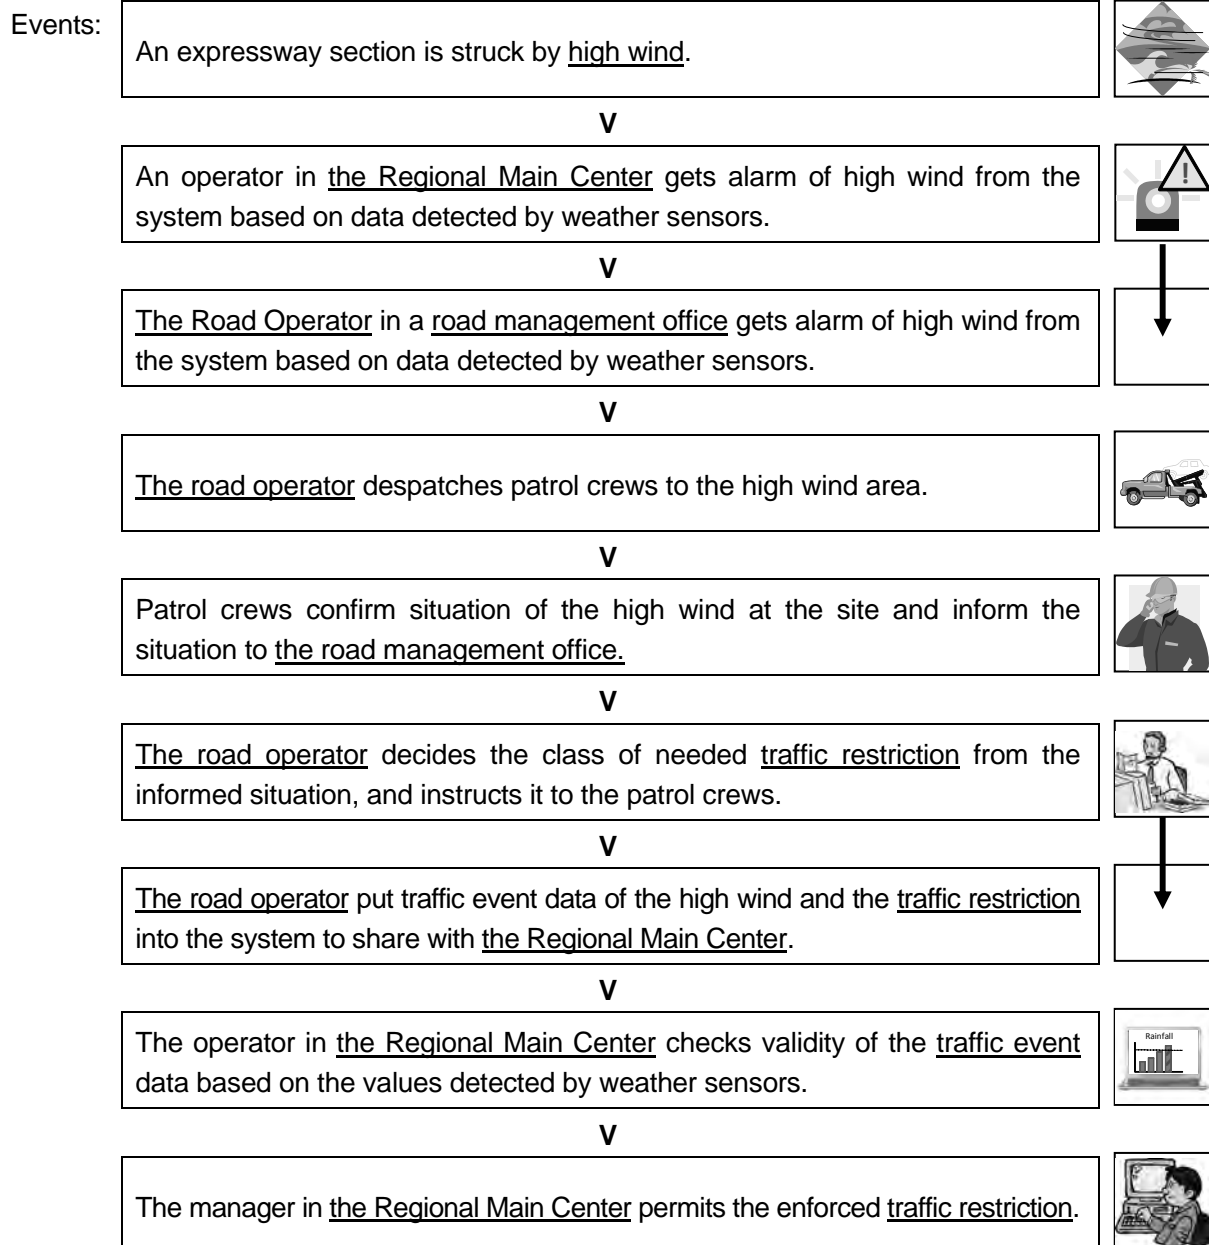 Events:
An expressway section is struck by high wind.
V
An operator in the Regional Main Center gets alarm of high wind from the
system based on data detected by weather sensors.
!
V
The Road Operator in a road management office gets alarm of high wind from
the system based on data detected by weather sensors.
V
The road operator despatches patrol crews to the high wind area.
V
Patrol crews confirm situation of the high wind at the site and inform the
situation to the road management office.
V
The road operator decides the class of needed traffic restriction from the
informed situation, and instructs it to the patrol crews.
V
The road operator put traffic event data of the high wind and the traffic restriction
into the system to share with the Regional Main Center.
V
The operator in the Regional Main Center checks validity of the traffic event
data based on the values detected by weather sensors.
Rainfall
V
The manager in the Regional Main Center permits the enforced traffic restriction.